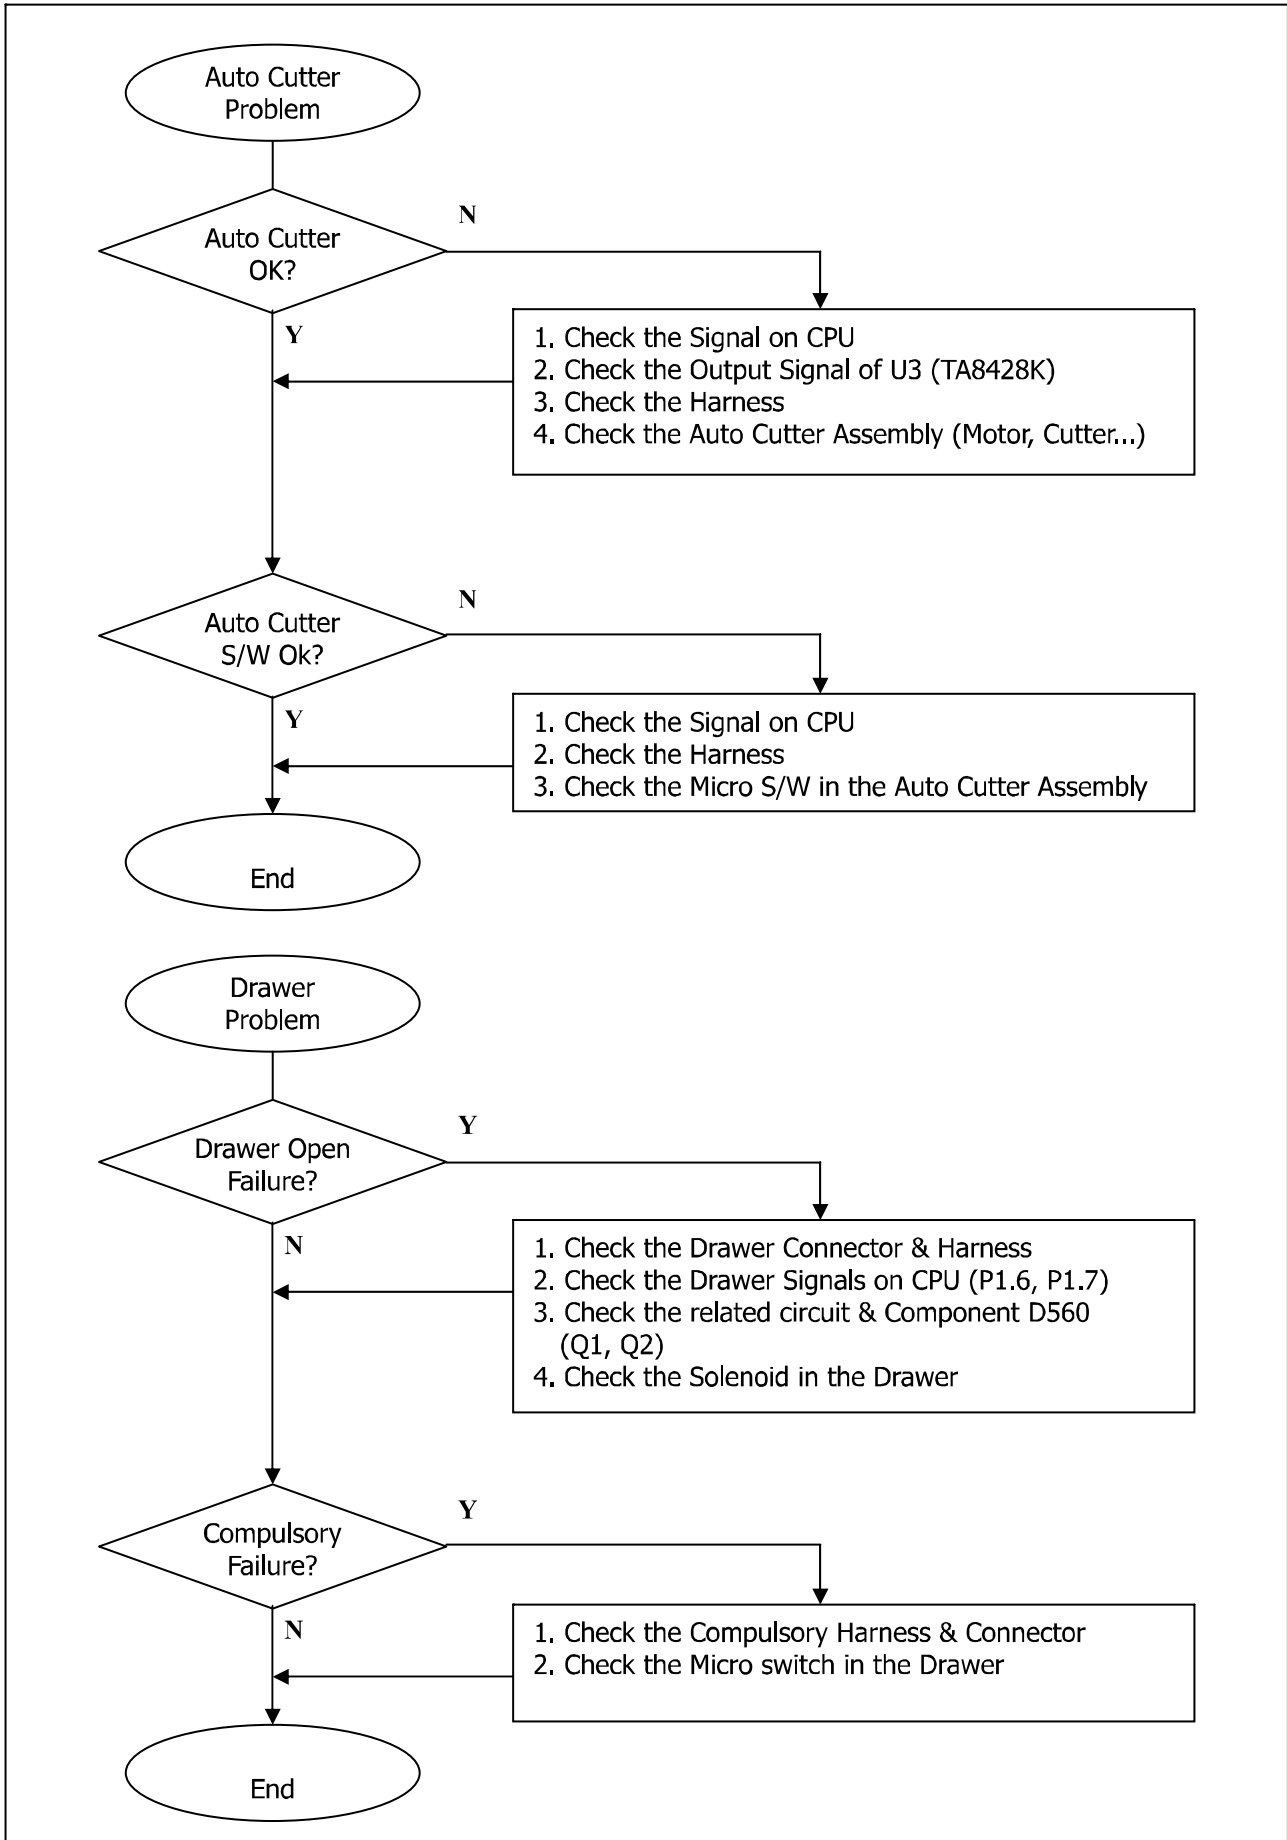 Auto Cutter
Problem
N
Auto Cutter
OK?
Y
1. Check the Signal on CPU
2. Check the Output Signal of U3 (TA8428K)
3. Check the Harness
4. Check the Auto Cutter Assembly (Motor, Cutter...)
N
Auto Cutter
S/W Ok?
Y
1. Check the Signal on CPU
2. Check the Harness
3. Check the Micro S/W in the Auto Cutter Assembly
End
Drawer
Problem
Y
Drawer Open
Failure?
N
1. Check the Drawer Connector & Harness
2. Check the Drawer Signals on CPU (P1.6, P1.7)
3. Check the related circuit & Component D560
(Q1, Q2)
4. Check the Solenoid in the Drawer
Y
Compulsory
Failure?
N
1. Check the Compulsory Harness & Connector
2. Check the Micro switch in the Drawer
End